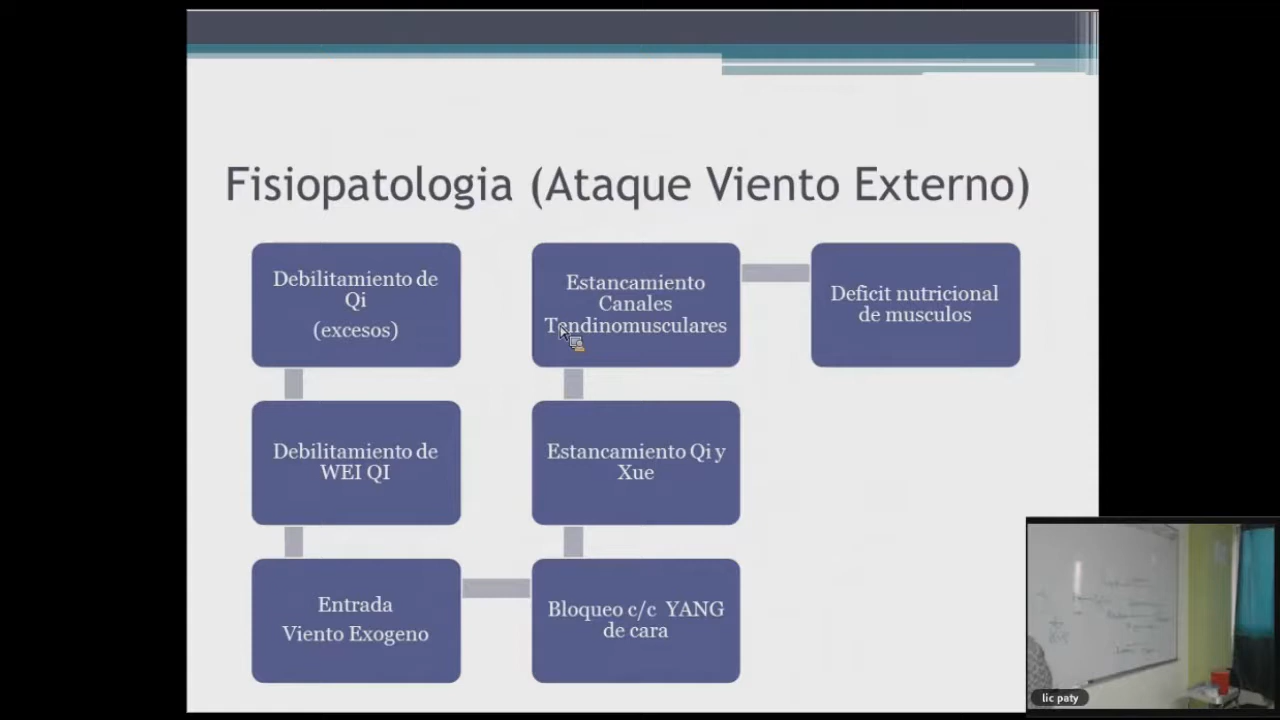 Fisiopatologia (Ataque Viento Externo)
Debilitamiento de
Qi
(excesos)
Debilitamiento de
WEI QI
Entrada
Viento Exogeno
Bloqueo c/c YANG
de cara
Estancamiento Qi y
Xue
Estancamiento
Canales
Tendinomusculares
Deficit nutricional
de musculos
lic paty